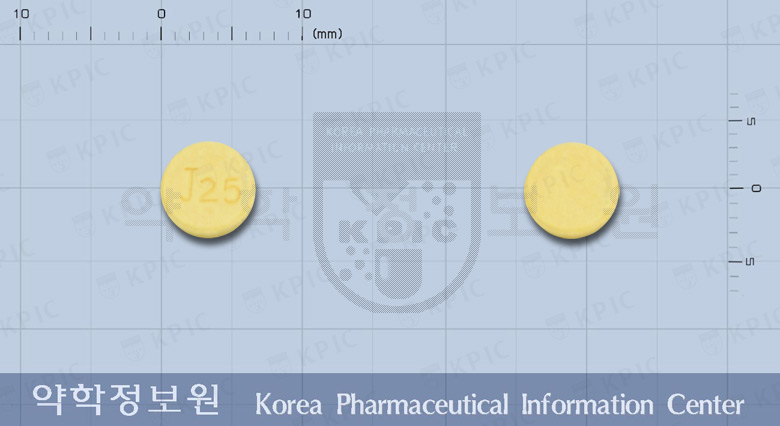 10 0 10 (mm)
KOREA PHARMACEUTICAL
INFORMATION CENTER
5
J25
0
약학정보원
KPIC
5
약학정보원 Korea Pharmaceutical Information Center